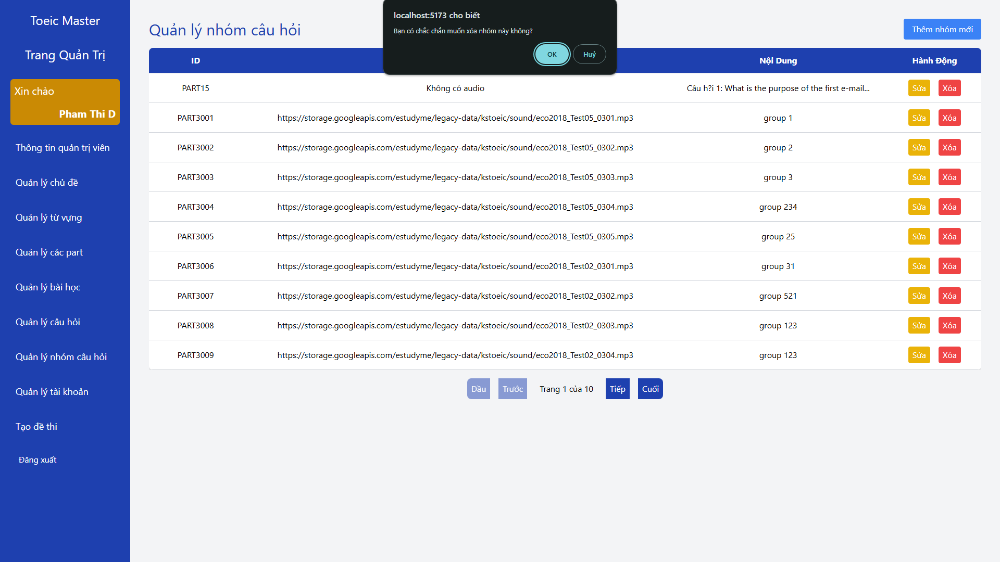 Toeic Master
Trang Quản Trị
Xin chào
Pham Thi D
Thông tin quản trị viên
Quản lý chủ đề
Quản lý từ vựng
Quản lý các part
Quản lý bài học
Quản lý câu hỏi
Quản lý nhóm câu hỏi
Quản lý tài khoản
Tạo đề thi
Đăng xuất
localhost:5173 cho biết
Bạn có chắc chắn muốn xóa nhóm này không?
OK Huỷ
Quản lý nhóm câu hỏi
Thêm nhóm mới
ID Nội Dung Hành Động
PART15 Không có audio Câu h?i 1: What is the purpose of the first e-mail... Sửa Xóa
PART3001 https://storage.googleapis.com/estudyme/legacy-data/kstoeic/sound/eco2018_Test05_0301.mp3 group 1 Sửa Xóa
PART3002 https://storage.googleapis.com/estudyme/legacy-data/kstoeic/sound/eco2018_Test05_0302.mp3 group 2 Sửa Xóa
PART3003 https://storage.googleapis.com/estudyme/legacy-data/kstoeic/sound/eco2018_Test05_0303.mp3 group 3 Sửa Xóa
PART3004 https://storage.googleapis.com/estudyme/legacy-data/kstoeic/sound/eco2018_Test05_0304.mp3 group 234 Sửa Xóa
PART3005 https://storage.googleapis.com/estudyme/legacy-data/kstoeic/sound/eco2018_Test05_0305.mp3 group 25 Sửa Xóa
PART3006 https://storage.googleapis.com/estudyme/legacy-data/kstoeic/sound/eco2018_Test02_0301.mp3 group 31 Sửa Xóa
PART3007 https://storage.googleapis.com/estudyme/legacy-data/kstoeic/sound/eco2018_Test02_0302.mp3 group 521 Sửa Xóa
PART3008 https://storage.googleapis.com/estudyme/legacy-data/kstoeic/sound/eco2018_Test02_0303.mp3 group 123 Sửa Xóa
PART3009 https://storage.googleapis.com/estudyme/legacy-data/kstoeic/sound/eco2018_Test02_0304.mp3 group 123 Sửa Xóa
Đầu Trước Trang 1 của 10 Tiếp Cuối